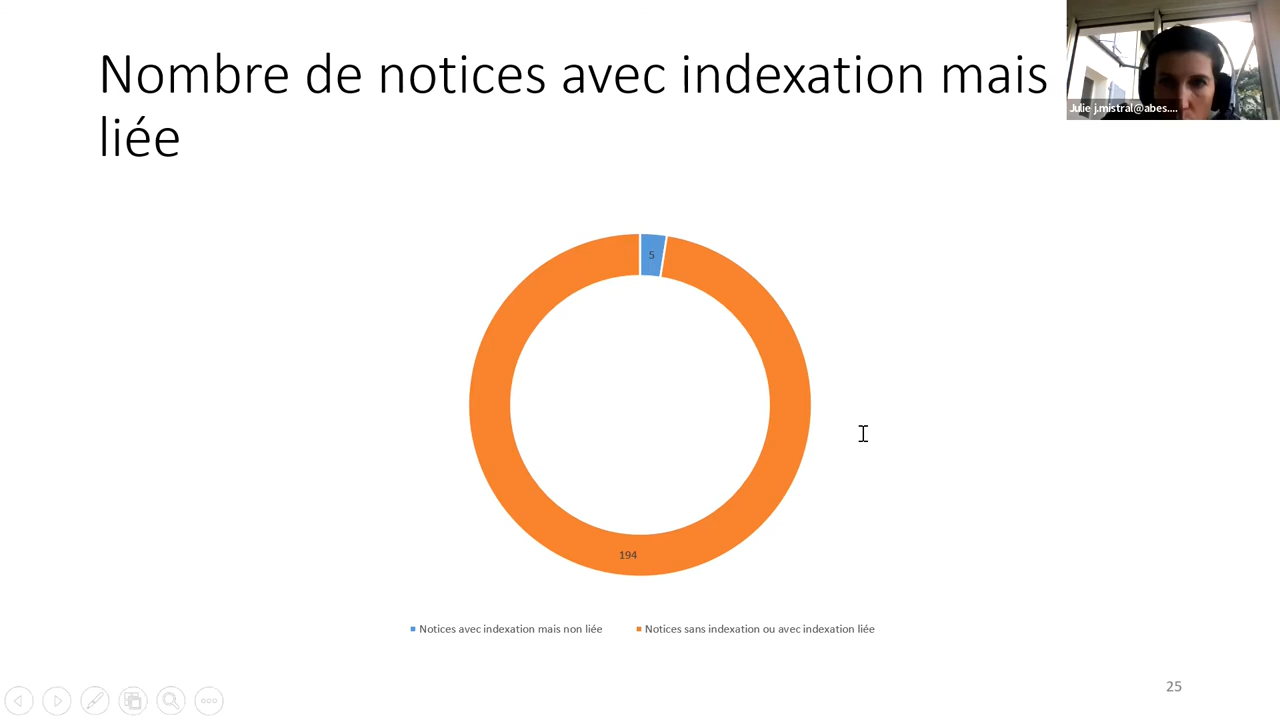 Nombre de notices avec indexation mais
liée
Julie j.mistral@abes....
5
194
Notices avec indexation mais non liée
Notices sans indexation ou avec indexation liée
25